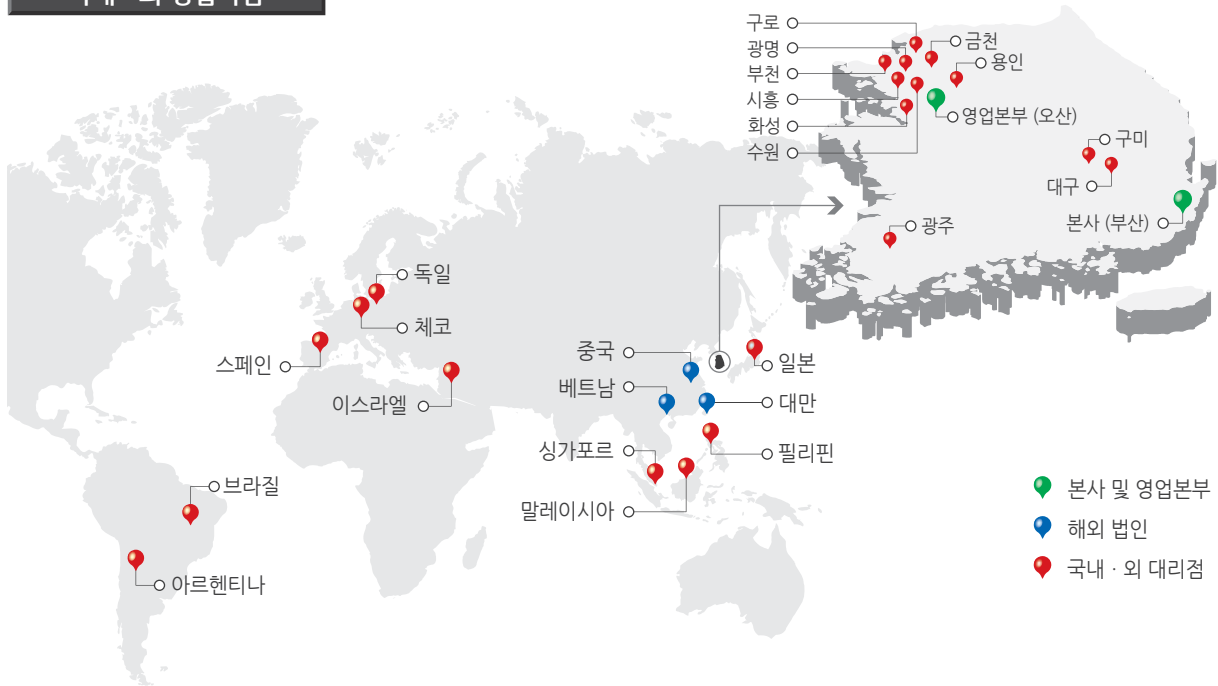 구로
광명
부천
시흥
화성
수원
금천
용인
영업본부 (오산)
구미
대구
본사 (부산)
광주
독일
체코
스페인
이스라엘
중국
베트남
일본
대만
싱가포르
필리핀
말레이시아
브라질
아르헨티나
본사 및 영업본부
해외 법인
국내 · 외 대리점